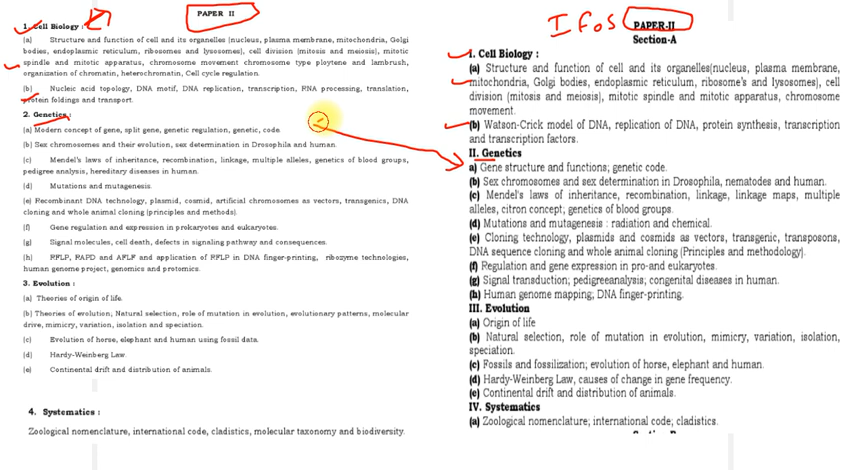 PAPER II
1. Cell Biology :
(a) Structure and function of cell and its organelles (nucleus, plasma membrane, mitochondria, Golgi
bodies, endoplasmic reticulum, ribosomes and lysosomes), cell division (mitosis and meiosis), mitotic
spindle and mitotic apparatus, chromosome movement chromosome type ploytene and lambrush,
organization of chromatin, heterochromatin, Cell cycle regulation.
(b) Nucleic acid topology, DNA motif, DNA replication, transcription, RNA processing, translation,
protein foldings and transport.
2. Genetics :
(a) Modern concept of gene, split gene, genetic regulation, genetic, code.
(b) Sex chromosomes and their evolution, sex determination in Drosophila and human.
(c) Mendel's laws of inheritance, recombination, linkage, multiple alleles, genetics of blood groups,
pedigree analysis, hereditary diseases in human.
(d) Mutations and mutagenesis.
(e) Recombinant DNA technology, plasmid, cosmid, artificial chromosomes as vectors, transgenics, DNA
cloning and whole animal cloning (principles and methods).
(f) Gene regulation and expression in prokaryotes and eukaryotes.
(g) Signal molecules, cell death, defects in signaling pathway and consequences.
(h) RFLP, RAPD and AFLP and application of RFLP in DNA finger-printing, ribozyme technologies,
human genome project, genomics and protomics.
3. Evolution :
(a) Theories of origin of life.
(b) Theories of evolution, Natural selection, role of mutation in evolution, evolutionary patterns, molecular
drive, mimicry, variation, isolation and speciation.
(c) Evolution of horse, elephant and human using fossil data.
(d) Hardy-Weinberg Law.
(e) Continental drift and distribution of animals.
4. Systematics :
Zoological nomenclature, international code, cladistics, molecular taxonomy and biodiversity.
IFoS PAPER-II
Section-A
I. Cell Biology :
(a) Structure and function of cell and its organelles(nucleus, plasma membrane,
mitochondria, Golgi bodies, endoplasmic reticulum, ribosome's and lysosomes), cell
division (mitosis and meiosis), mitotic spindle and mitotic apparatus, chromosome
movement.
(b) Watson-Crick model of DNA, replication of DNA, protein synthesis, transcription
and transcription factors.
II. Genetics
a) Gene structure and functions; genetic code.
(b) Sex chromosomes and sex determination in Drosophila, nematodes and human.
(c) Mendel's laws of inheritance, recombination, linkage, linkage maps, multiple
alleles, citron concept; genetics of blood groups.
(d) Mutations and mutagenesis : radiation and chemical.
(e) Cloning technology, plasmids and cosmids as vectors, transgenic, transposons,
DNA sequence cloning and whole animal cloning (Principles and methodology).
(f) Regulation and gene expression in pro-and eukaryotes.
(g) Signal transduction; pedigreeanalysis; congenital diseases in human.
(h) Human genome mapping; DNA finger-printing.
III. Evolution
(a) Origin of life
(b) Natural selection, role of mutation in evolution, mimicry, variation, isolation,
speciation.
(c) Fossils and fossilization; evolution of horse, elephant and human.
(d) Hardy-Weinberg Law, causes of change in gene frequency.
(e) Continental drift and distribution of animals.
IV. Systematics
(a) Zoological nomenclature; international code; cladistics.